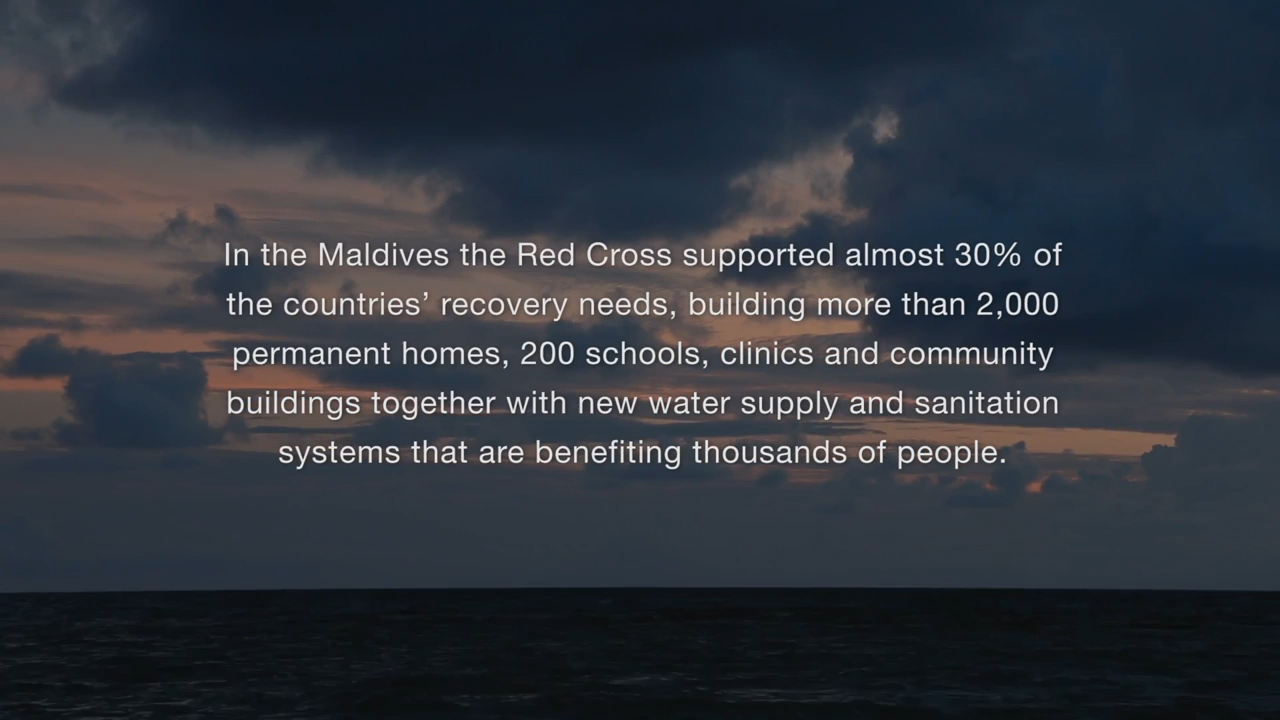 In the Maldives the Red Cross supported almost 30% of
the countries’ recovery needs, building more than 2,000
permanent homes, 200 schools, clinics and community
buildings together with new water supply and sanitation
systems that are benefiting thousands of people.